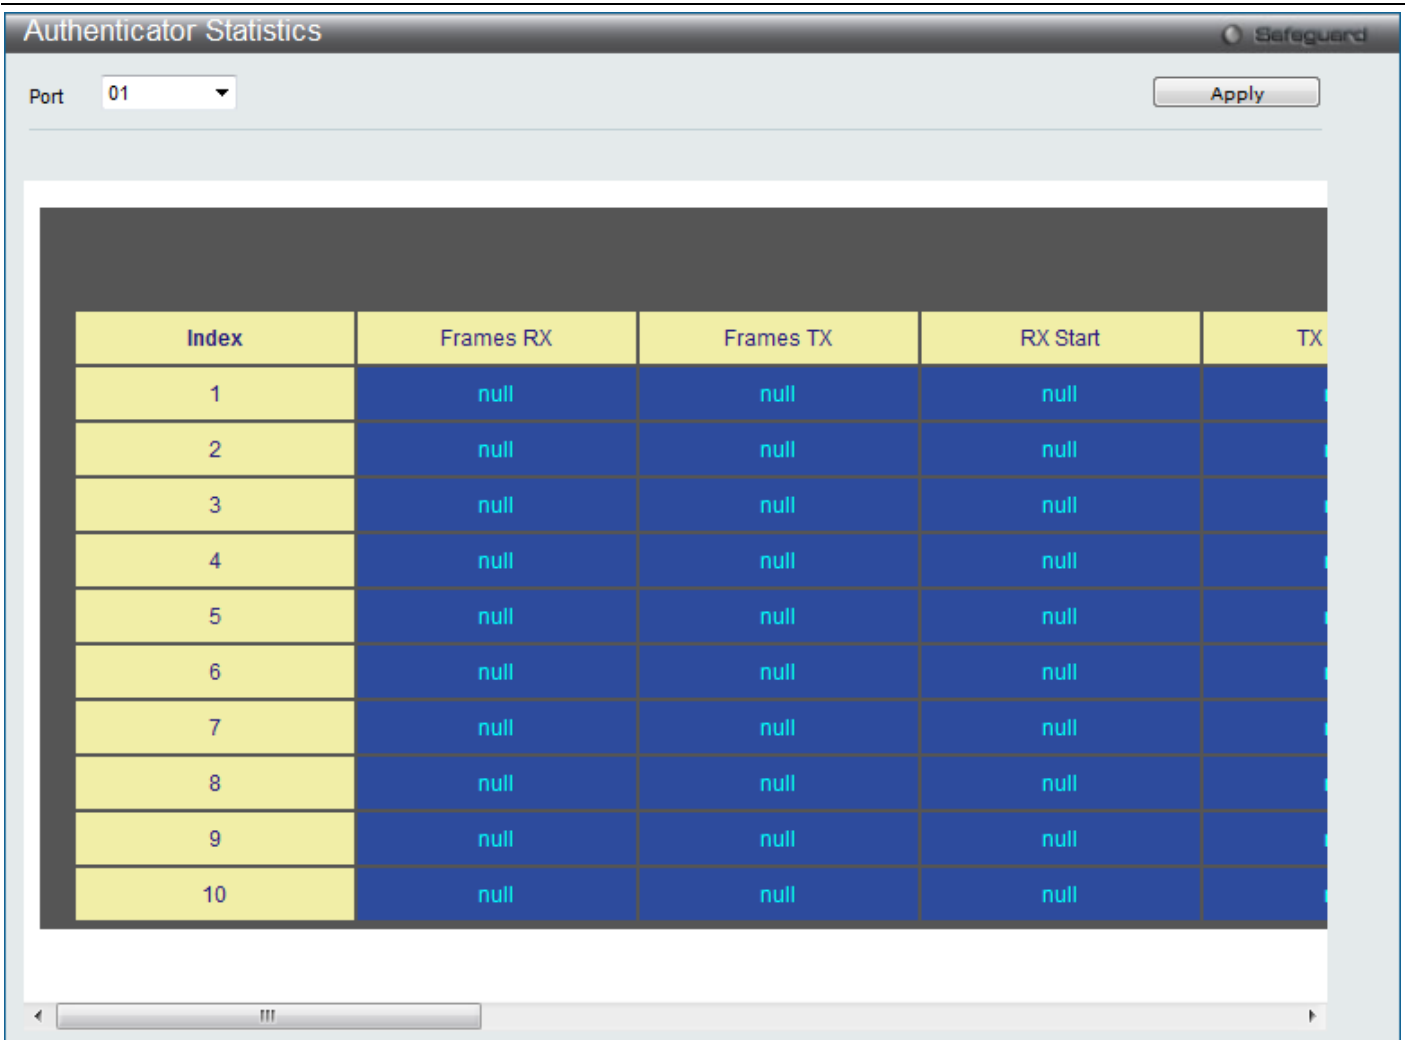 Authenticator Statistics
Safeguard
Port 01 Apply
Index Frames RX Frames TX RX Start TX
1 null null null
2 null null null
3 null null null
4 null null null
5 null null null
6 null null null
7 null null null
8 null null null
9 null null null
10 null null null